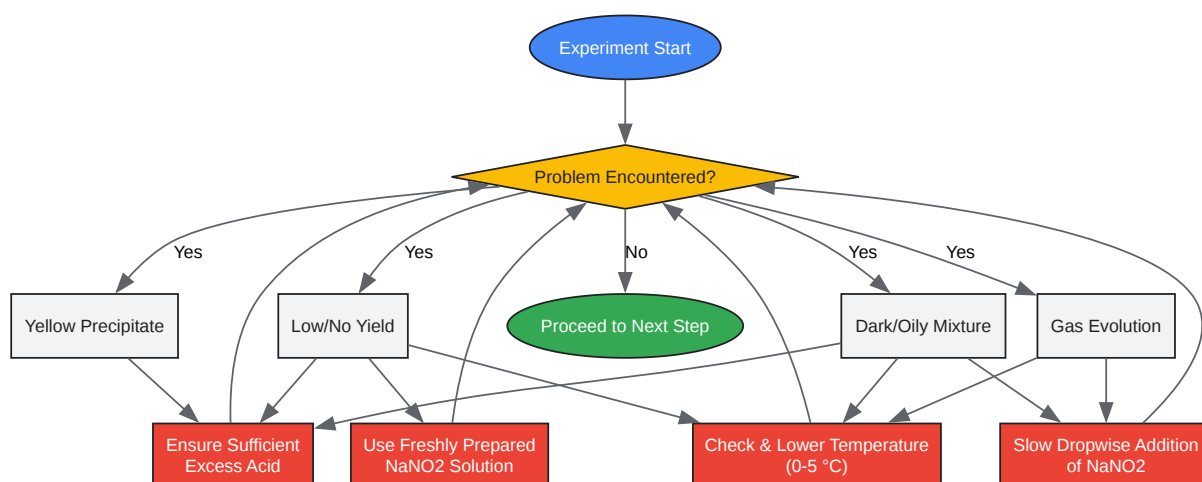 Experiment Start
Problem Encountered?
Yes
Yes
No
Yes
Yes
Yellow Precipitate
Low/No Yield
Proceed to Next Step
Dark/Oily Mixture
Gas Evolution
Ensure Sufficient
Excess Acid
Use Freshly Prepared
NaNO2 Solution
Check & Lower Temperature
(0-5 °C)
Slow Dropwise Addition
of NaNO2